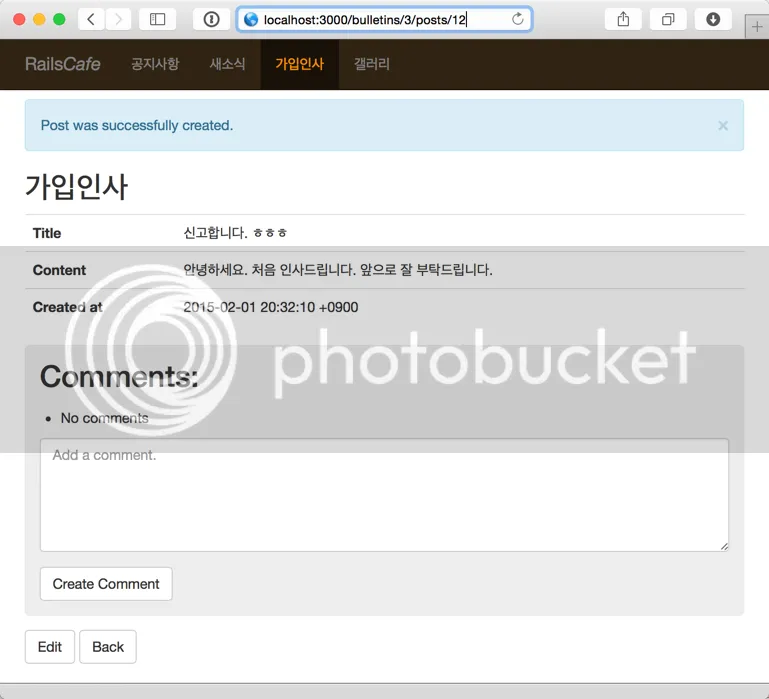 localhost:3000/bulletins/3/posts/12
RailsCafe 공지사항 새소식 가입인사 갤러리
Post was successfully created. ×
가입인사
Title 신고합니다. ㅎㅎㅎ
Content 안녕하세요. 처음 인사드립니다. 앞으로 잘 부탁드립니다.
Created at 2015-02-01 20:32:10 +0900
photobucket
Comments:
• No comments
Add a comment.
Create Comment
Edit Back